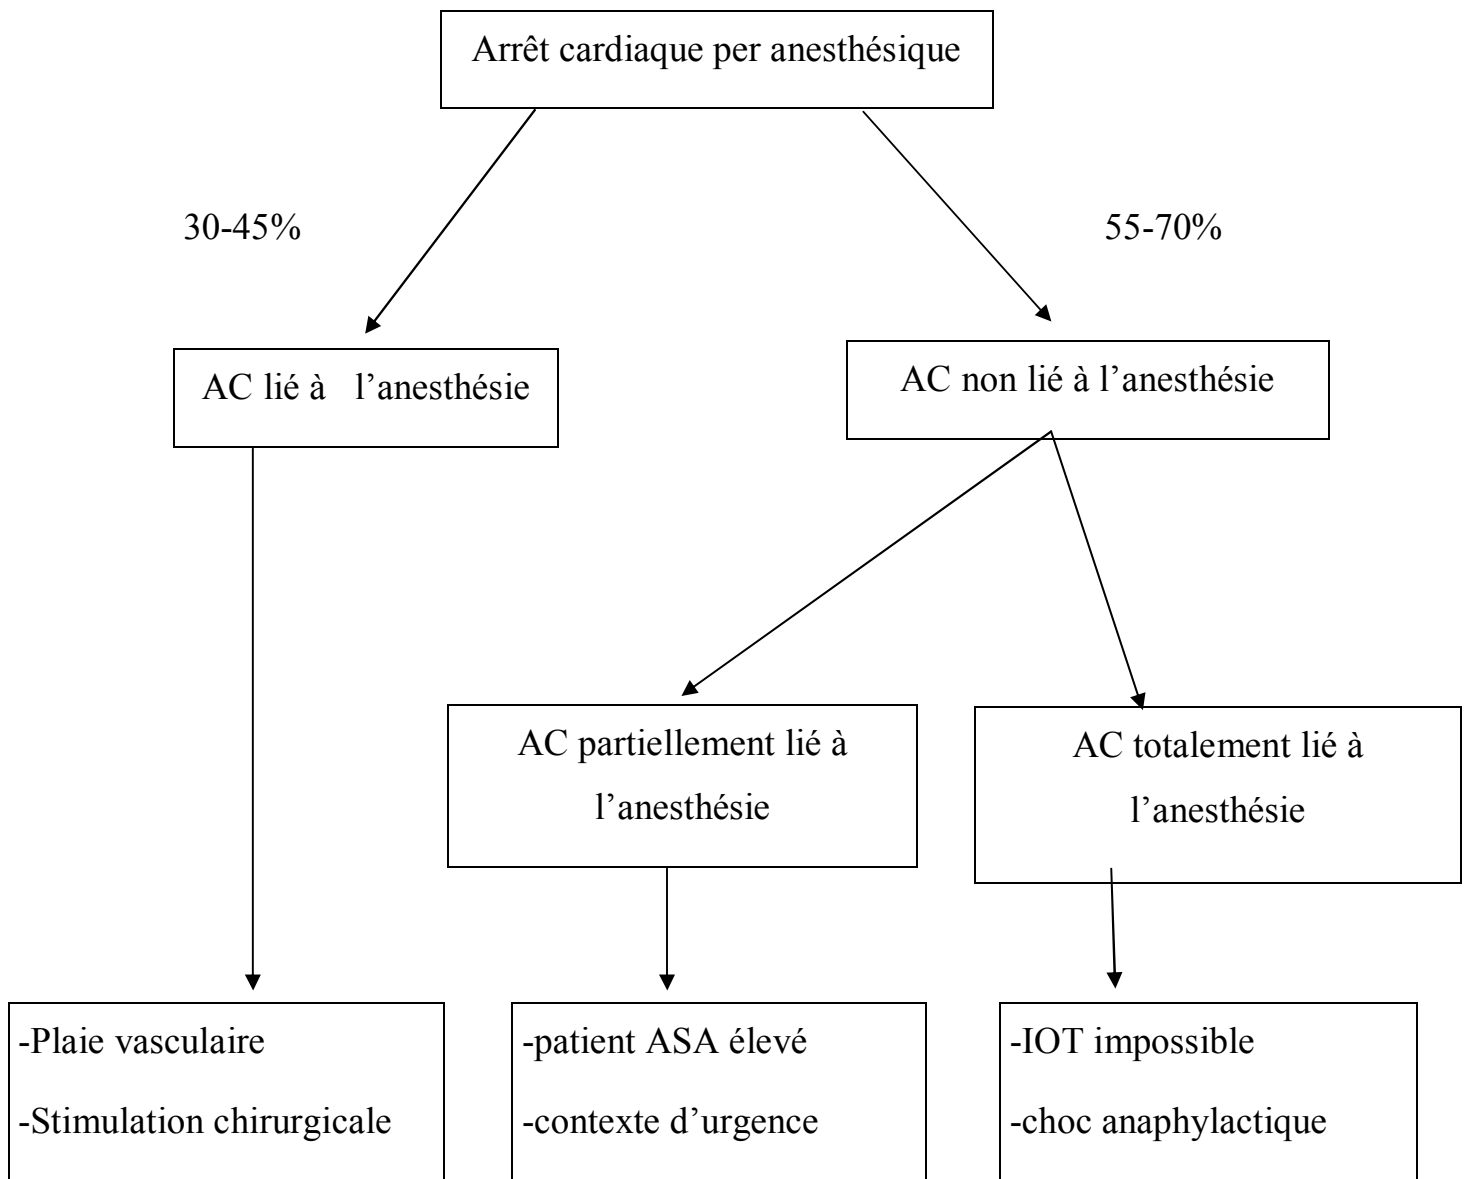 Arrêt cardiaque per anesthésique
30-45%
55-70%
AC lié à l’anesthésie
AC non lié à l’anesthésie
AC partiellement lié à
l’anesthésie
AC totalement lié à
l’anesthésie
-Plaie vasculaire
-Stimulation chirurgicale
-patient ASA élevé
-contexte d’urgence
-IOT impossible
-choc anaphylactique